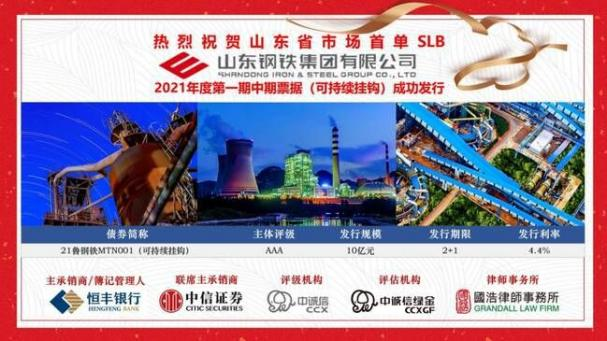 热烈祝贺山东省市场首单SLB
山东钢铁集团有限公司
SHANDONG IRON & STEEL GROUP CO., LTD
2021年度第一期中期票据（可持续挂钩）成功发行
债券简称 主体评级 发行规模 发行期限 发行利率
21鲁钢铁MTN001（可持续挂钩） AAA 10亿元 2+1 4.4%
主承销商/簿记管理人 联席主承销商 评级机构 评估机构 律师事务所
恒丰银行 中信证券 中诚信 中诚信绿金 國浩律師事務所
HENGFENG BANK CITIC SECURITIES CCX CCXGF GRANDALL LAW FIRM